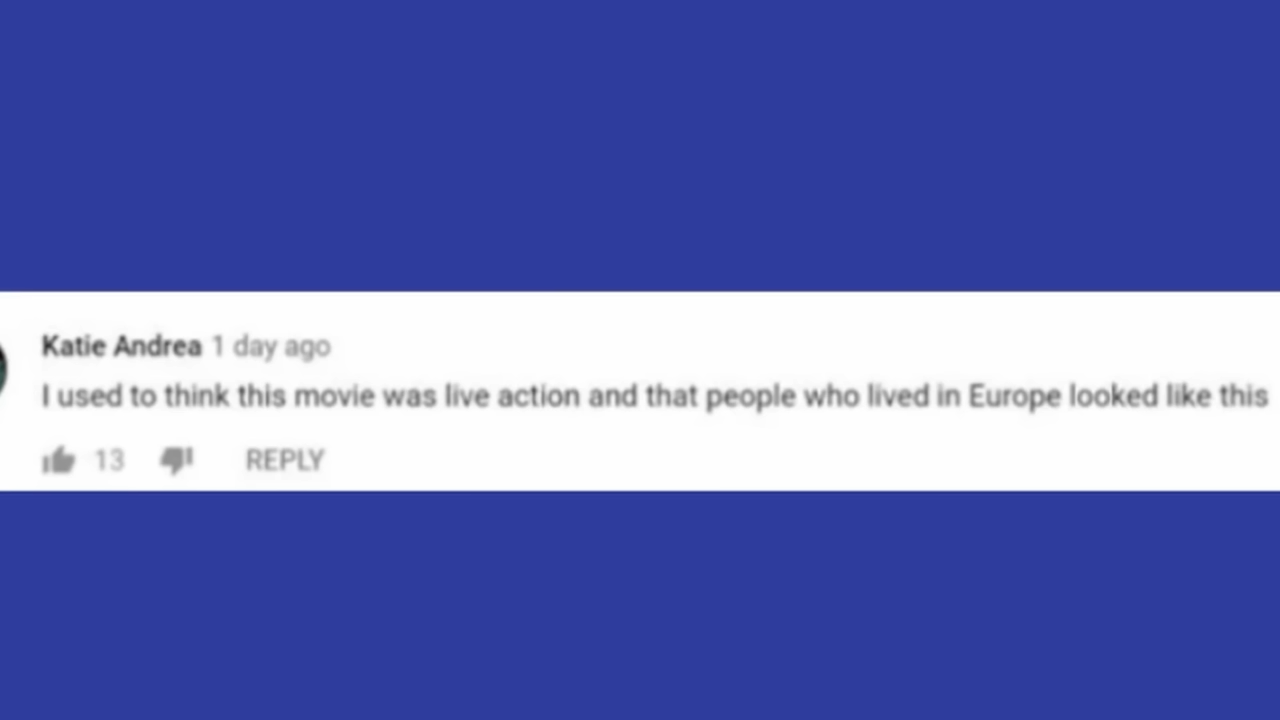 Katie Andrea 1 day ago
I used to think this movie was live action and that people who lived in Europe looked like this
13 REPLY